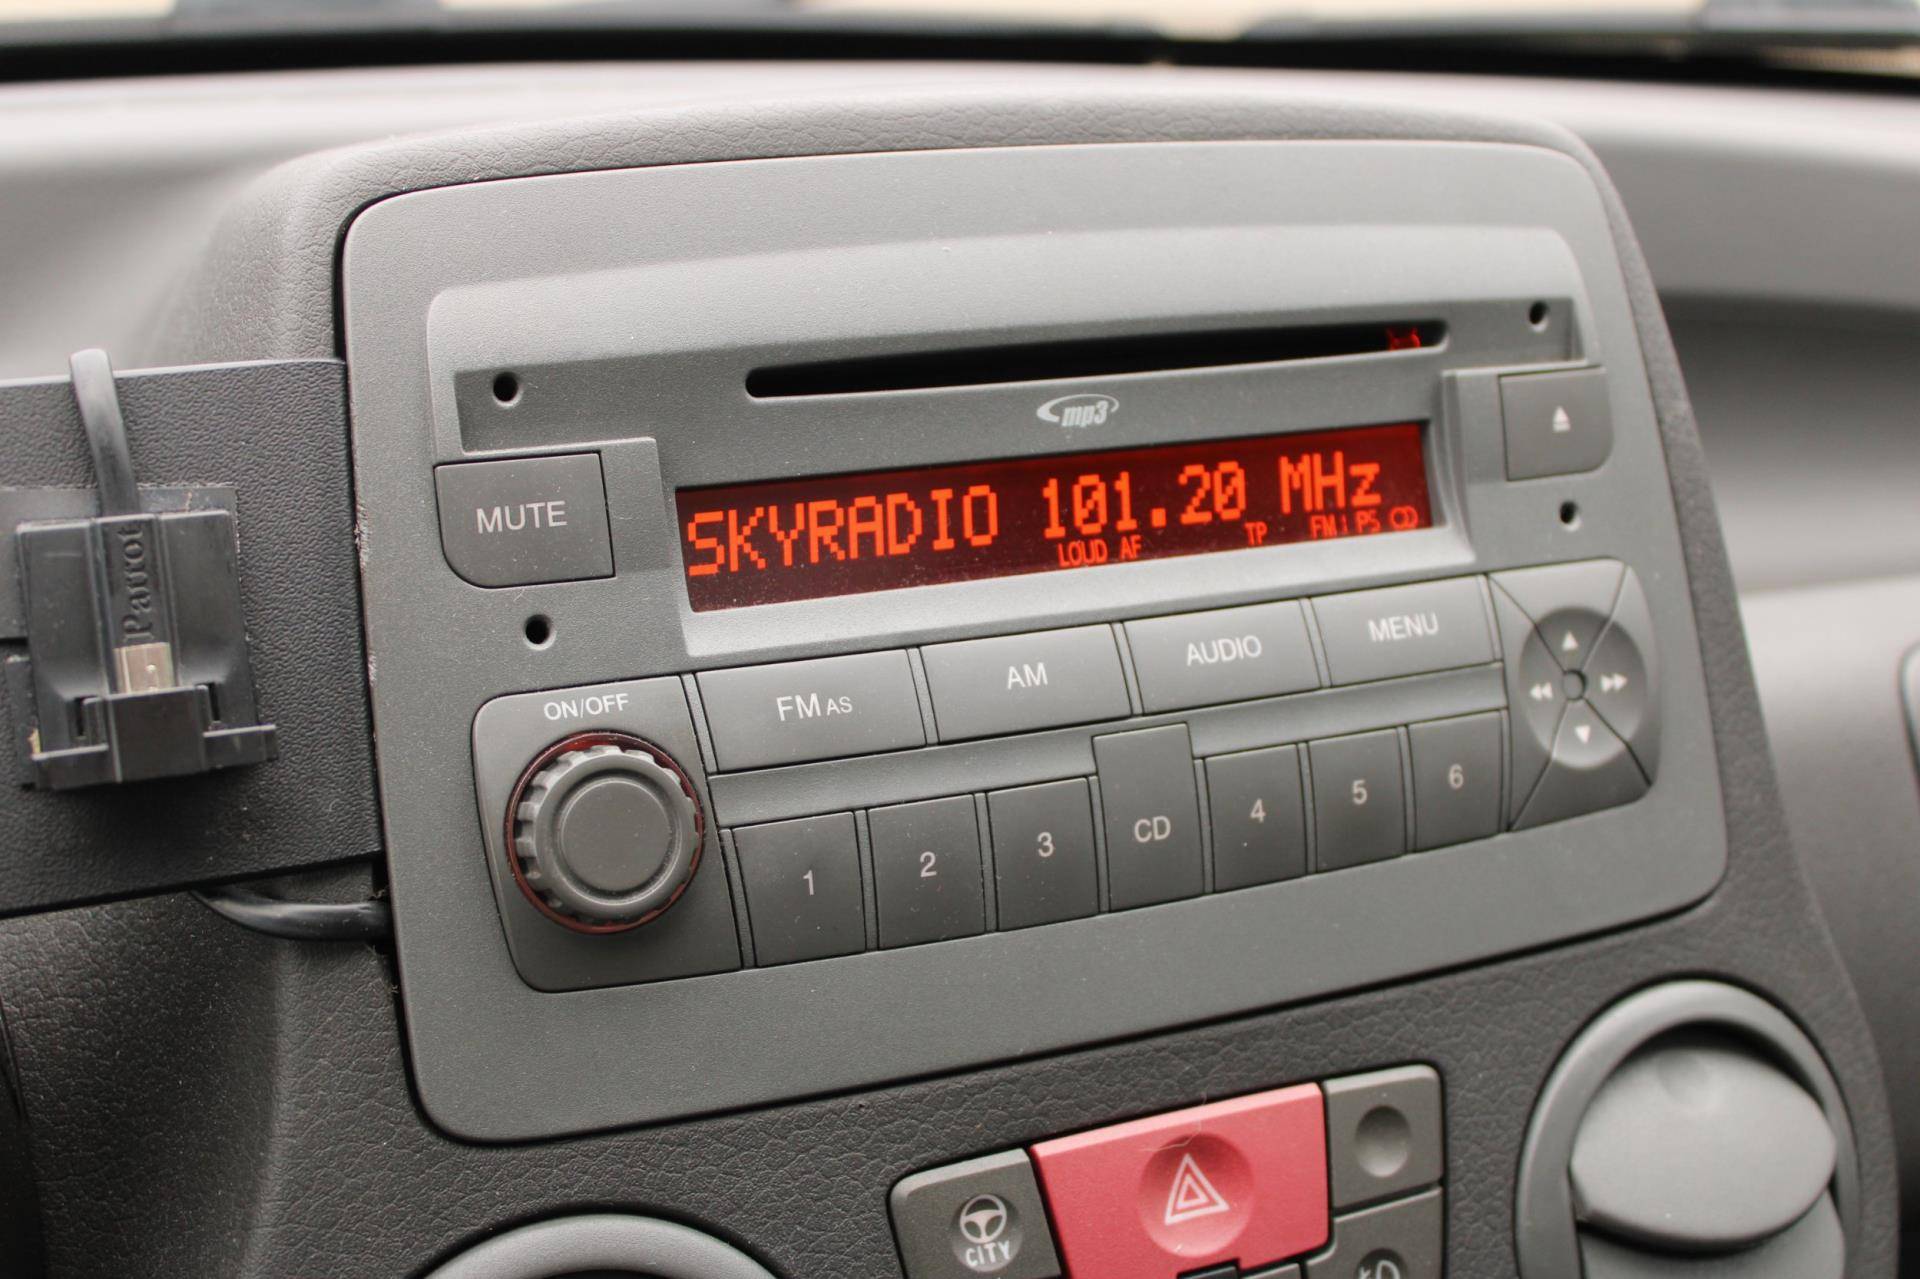 mp3
MUTE
SKYRADIO 101.20 MHz
LOUD AF TP FM1 PS CD
Parrot
ON/OFF
FM AS
AM
AUDIO
MENU
1
2
3
CD
4
5
6
CITY